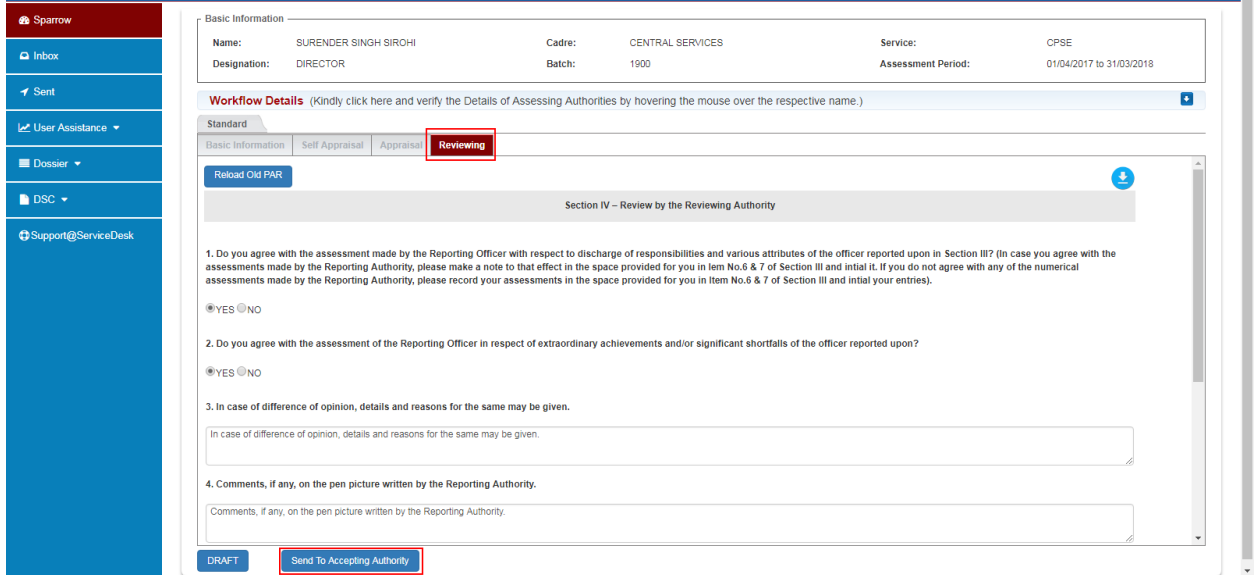 Sparrow
Inbox
Sent
User Assistance
Dossier
DSC
Support@ServiceDesk
Basic Information
Name: SURENDER SINGH SIROHI Cadre: CENTRAL SERVICES Service: CPSE
Designation: DIRECTOR Batch: 1900 Assessment Period: 01/04/2017 to 31/03/2018
Workflow Details (Kindly click here and verify the Details of Assessing Authorities by hovering the mouse over the respective name.)
Standard
Basic Information Self Appraisal Appraisal Reviewing
Reload Old PAR
Section IV – Review by the Reviewing Authority
1. Do you agree with the assessment made by the Reporting Officer with respect to discharge of responsibilities and various attributes of the officer reported upon in Section III? (In case you agree with the
assessments made by the Reporting Authority, please make a note to that effect in the space provided for you in Iem No.6 & 7 of Section III and intial it. If you do not agree with any of the numerical
assessments made by the Reporting Authority, please record your assessments in the space provided for you in Item No.6 & 7 of Section III and intial your entries).
YES NO
2. Do you agree with the assessment of the Reporting Officer in respect of extraordinary achievements and/or significant shortfalls of the officer reported upon?
YES NO
3. In case of difference of opinion, details and reasons for the same may be given.
In case of difference of opinion, details and reasons for the same may be given.
4. Comments, if any, on the pen picture written by the Reporting Authority.
Comments, if any, on the pen picture written by the Reporting Authority.
DRAFT Send To Accepting Authority